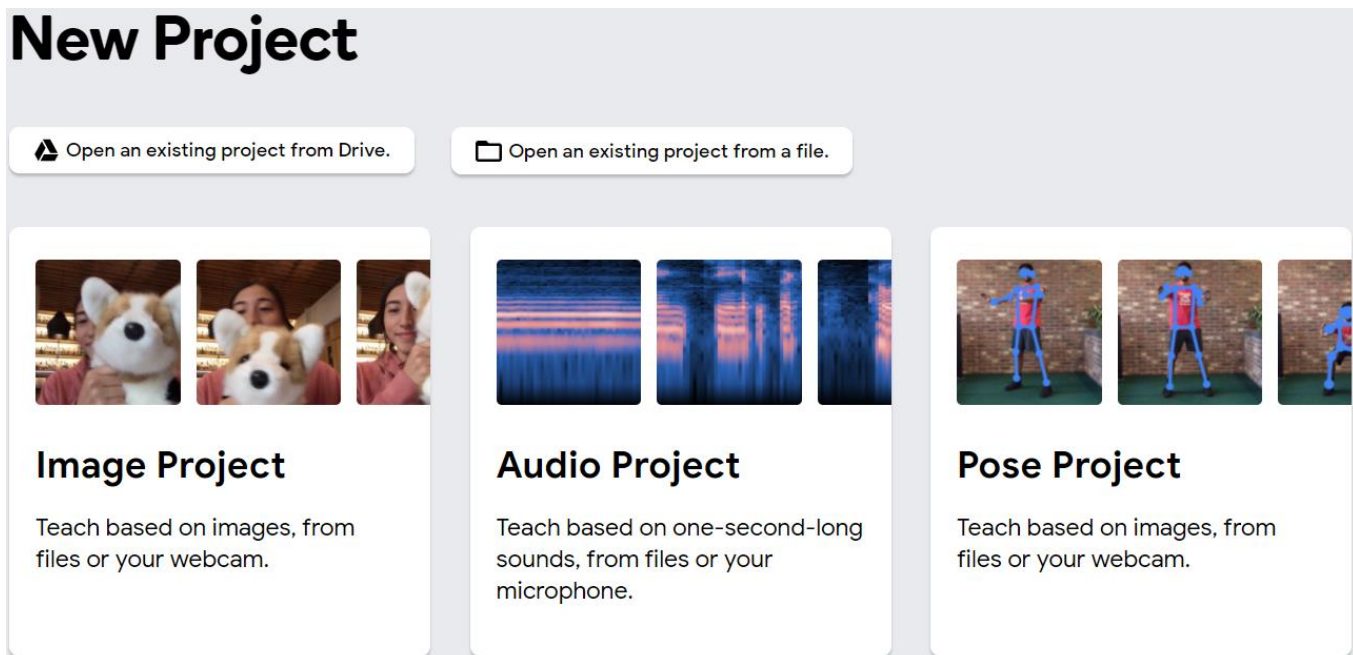 New Project
Open an existing project from Drive.
Open an existing project from a file.
Image Project
Teach based on images, from
files or your webcam.
Audio Project
Teach based on one-second-long
sounds, from files or your
microphone.
Pose Project
Teach based on images, from
files or your webcam.